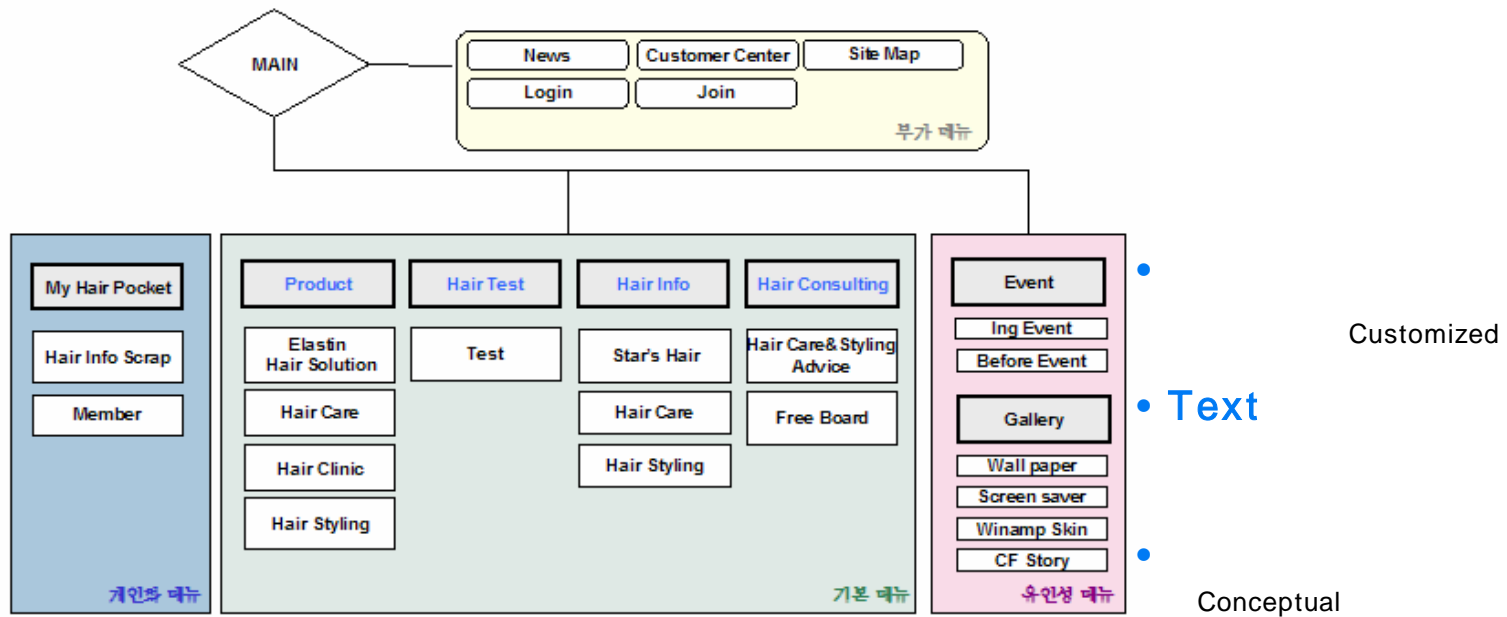 MAIN
News
Customer Center
Site Map
Login
Join
부가 메뉴
My Hair Pocket
Hair Info Scrap
Member
개인화 메뉴
Product
Elastin
Hair Solution
Hair Care
Hair Clinic
Hair Styling
Hair Test
Test
Hair Info
Star's Hair
Hair Care
Hair Styling
Hair Consulting
Hair Care&Styling
Advice
Free Board
기본 메뉴
Event
Ing Event
Before Event
Gallery
Wall paper
Screen saver
Winamp Skin
CF Story
유인성 메뉴
Customized
Text
Conceptual